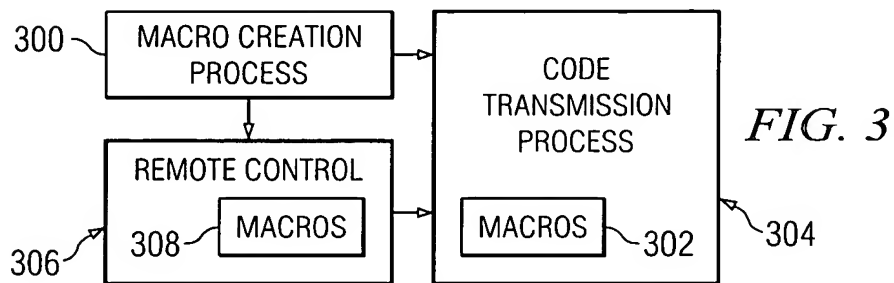 300
MACRO CREATION
PROCESS
CODE
TRANSMISSION
PROCESS
FIG. 3
REMOTE CONTROL
308
MACROS
MACROS
302
304
306